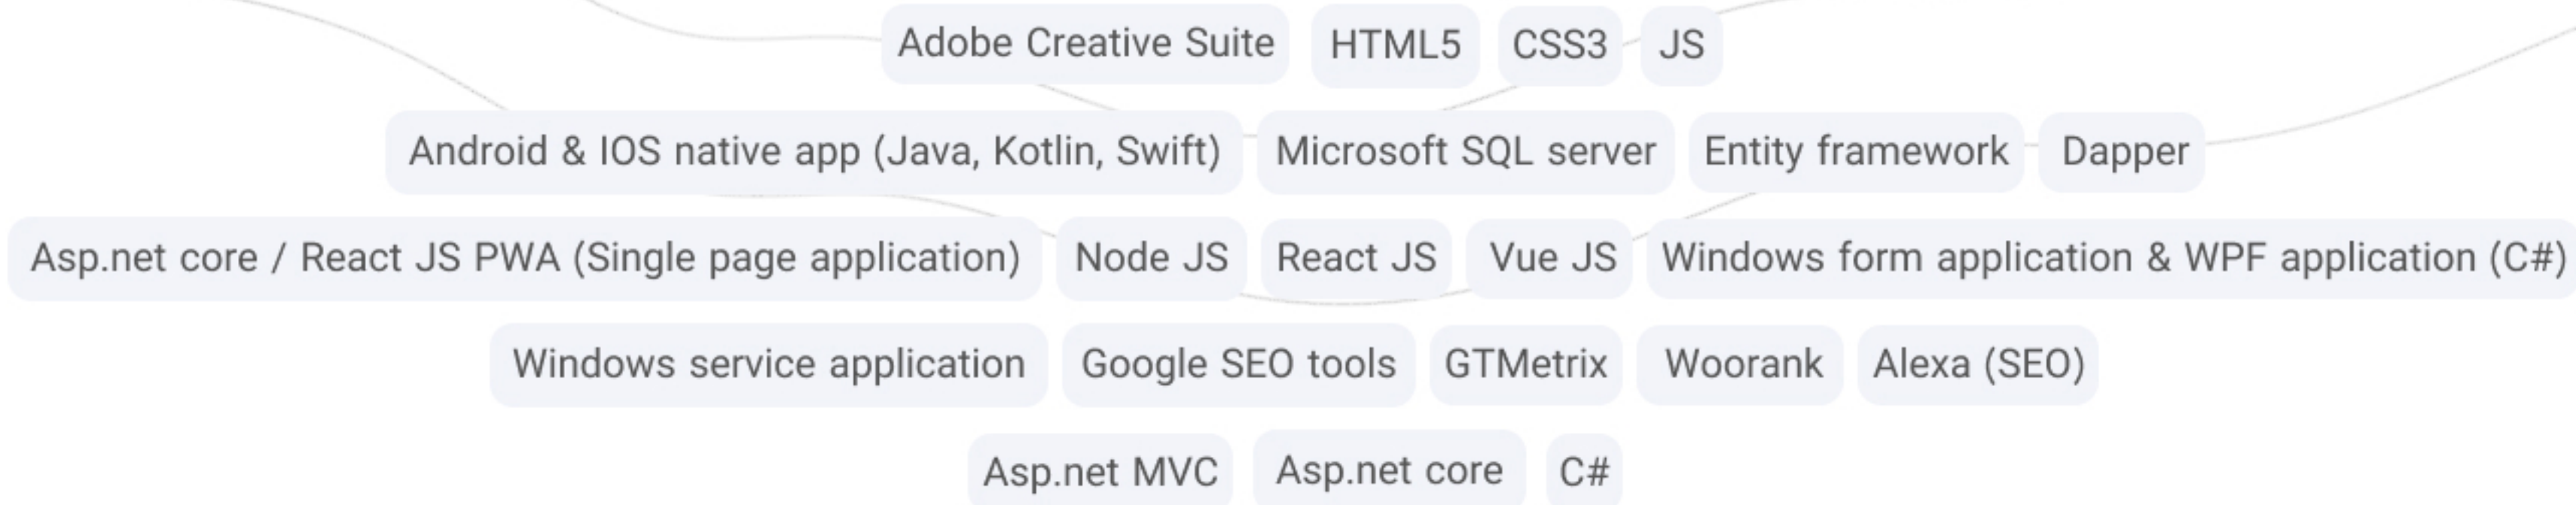 Adobe Creative Suite HTML5 CSS3 JS
Android & IOS native app (Java, Kotlin, Swift) Microsoft SQL server Entity framework Dapper
Asp.net core / React JS PWA (Single page application) Node JS React JS Vue JS Windows form application & WPF application (C#)
Windows service application Google SEO tools GTMetrix Woorank Alexa (SEO)
Asp.net MVC Asp.net core C#